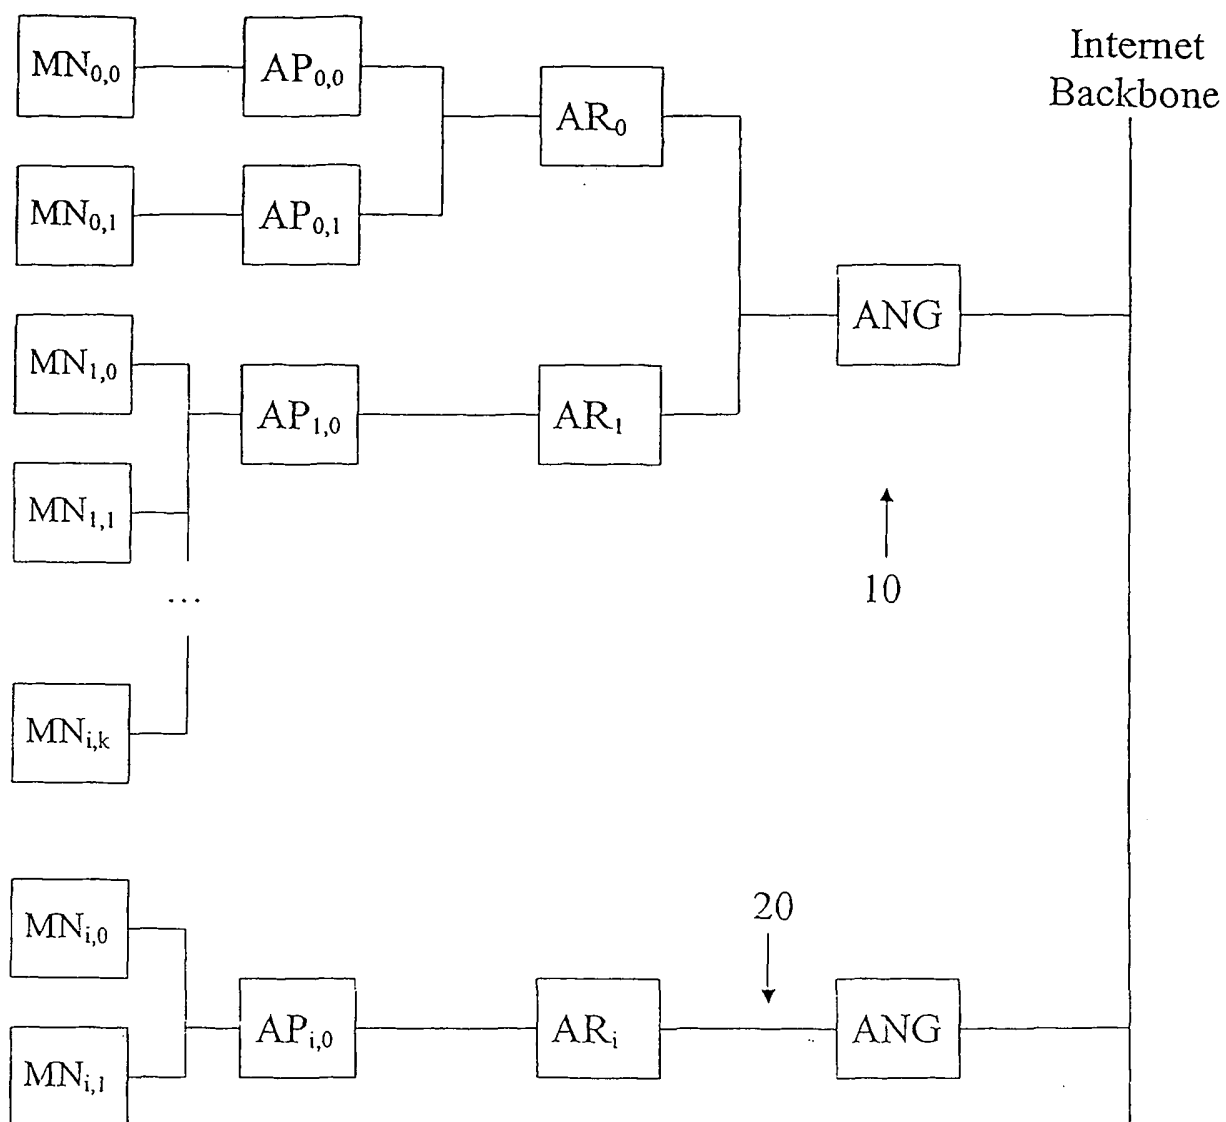 Internet
Backbone
MN0,0
AP0,0
AR0
MN0,1
AP0,1
ANG
MN1,0
AP1,0
AR1
MN1,1
10
...
MNi,k
20
MNi,0
APi,0
ARi
ANG
MNi,1